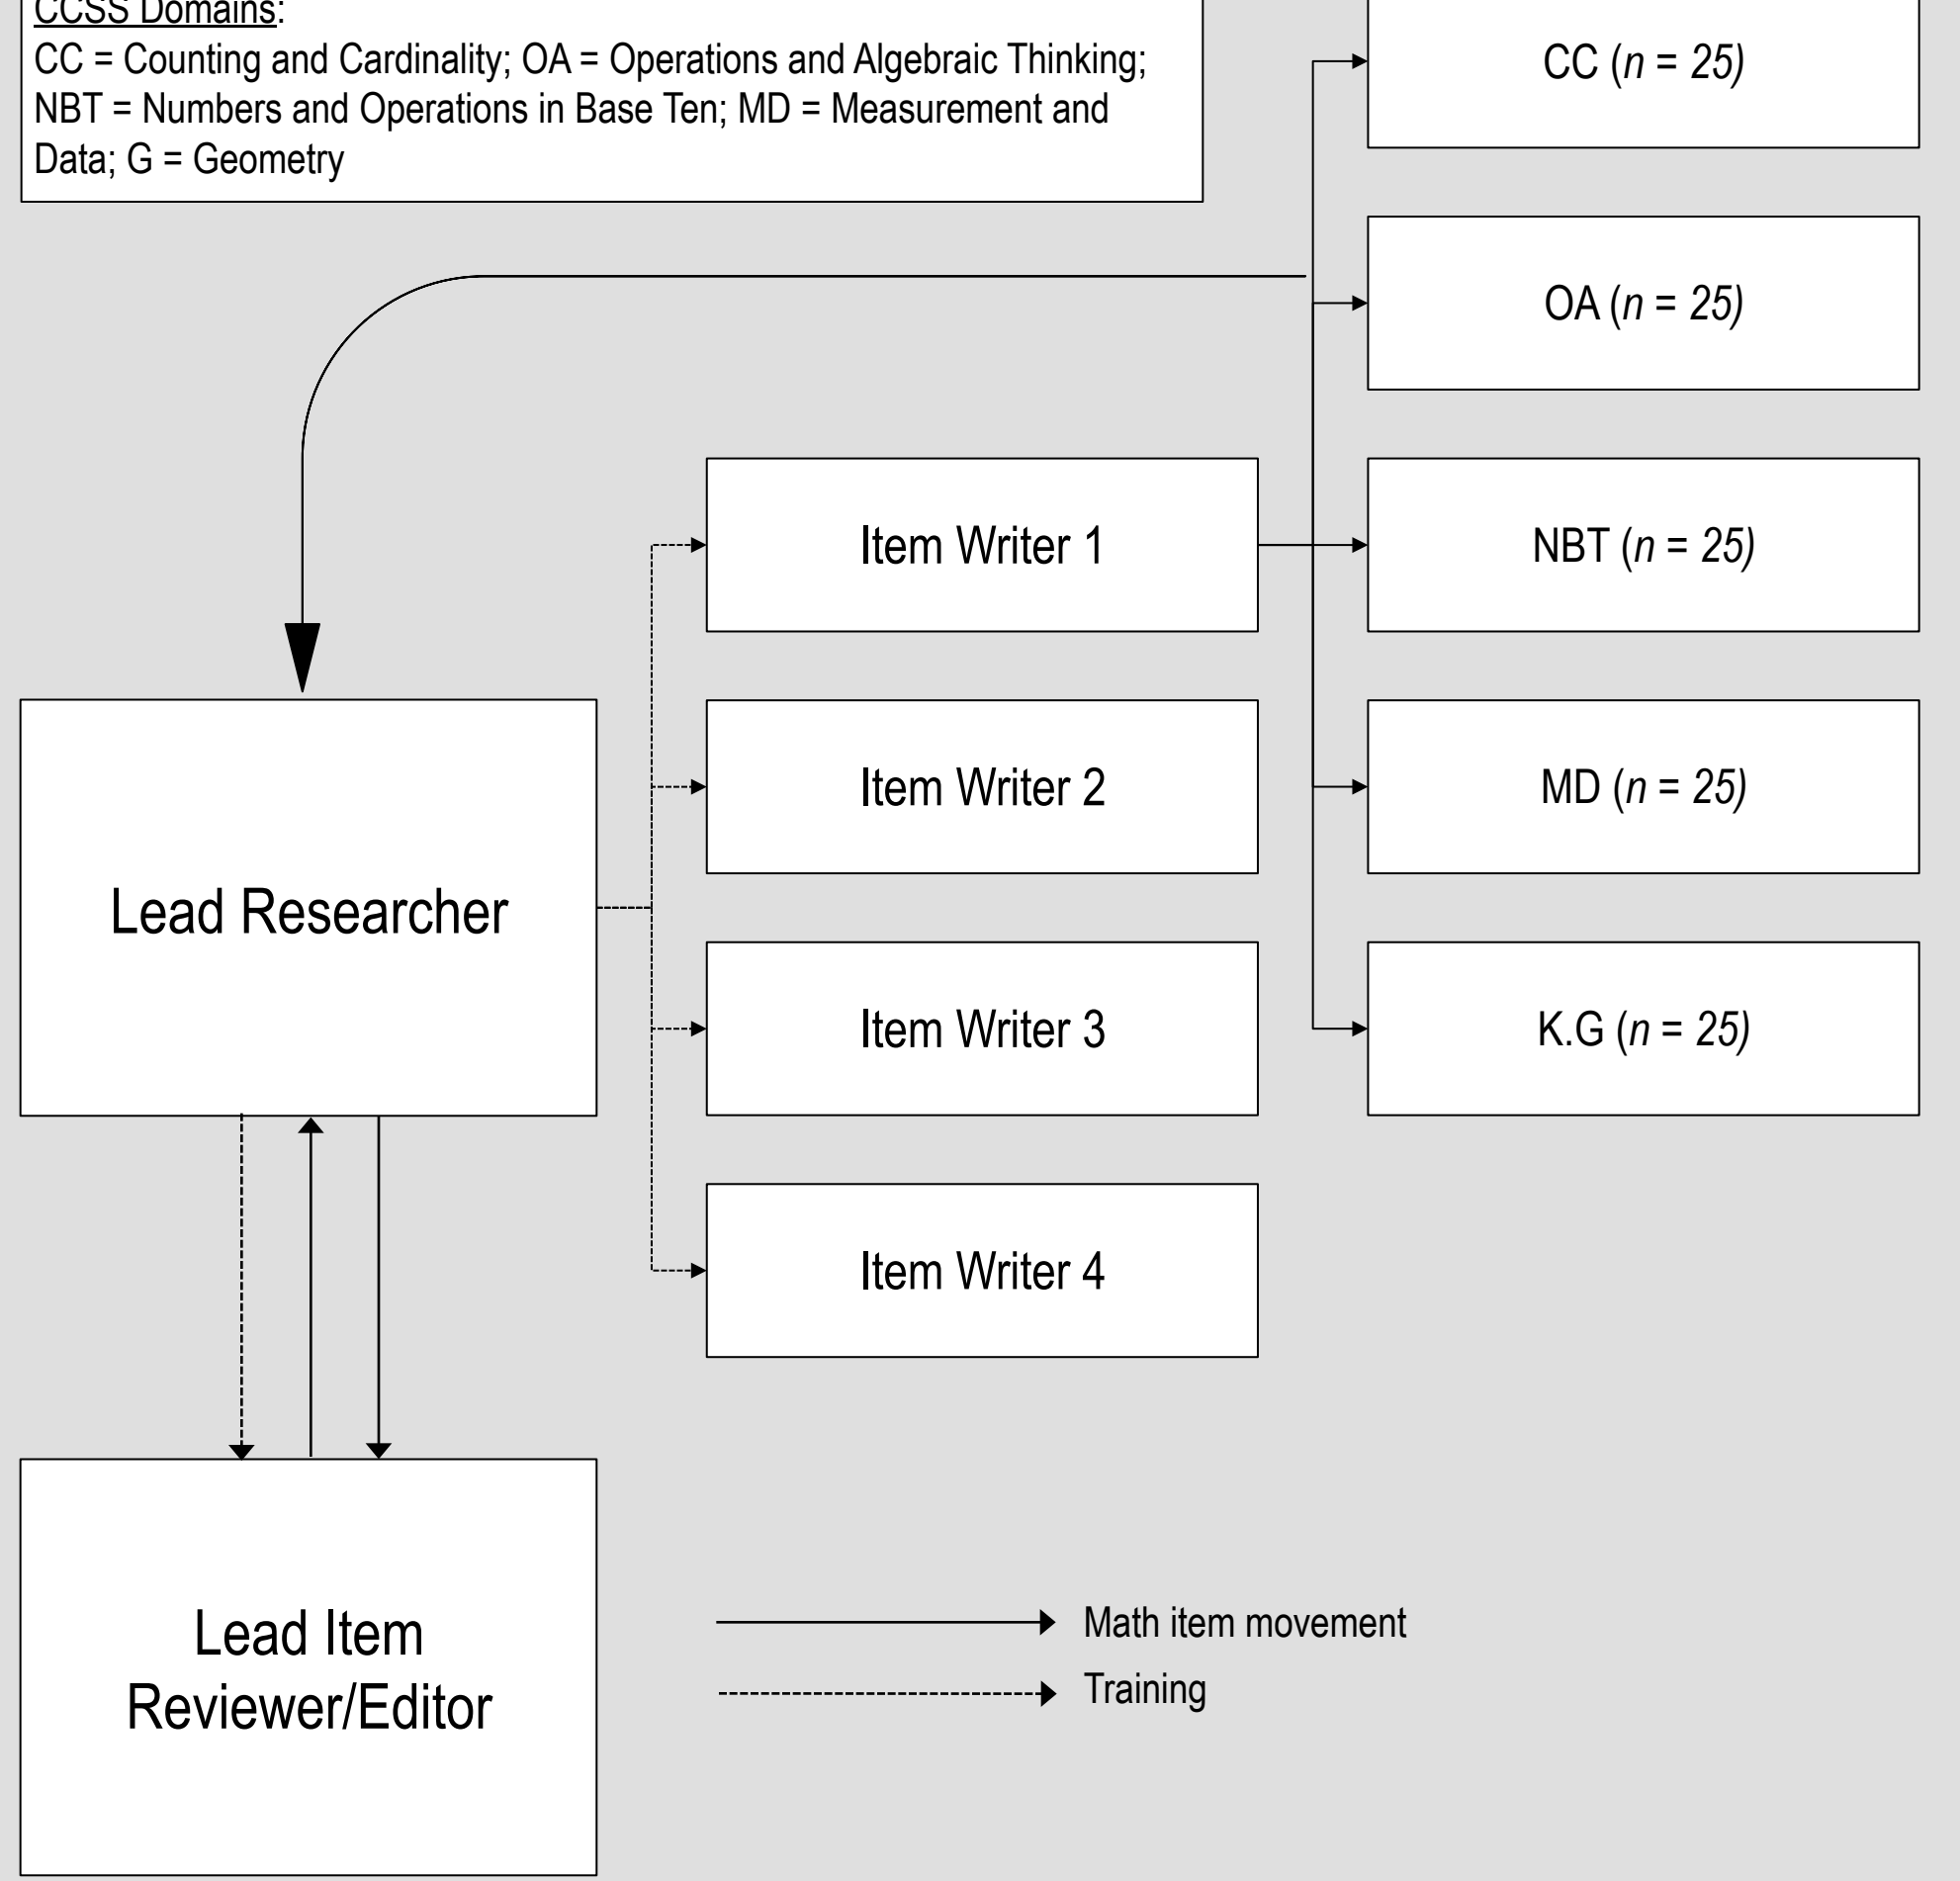 CCSS Domains:
CC = Counting and Cardinality; OA = Operations and Algebraic Thinking;
NBT = Numbers and Operations in Base Ten; MD = Measurement and
Data; G = Geometry
CC (n = 25)
OA (n = 25)
Item Writer 1
NBT (n = 25)
Item Writer 2
MD (n = 25)
Lead Researcher
Item Writer 3
K.G (n = 25)
Item Writer 4
Lead Item
Reviewer/Editor
Math item movement
Training